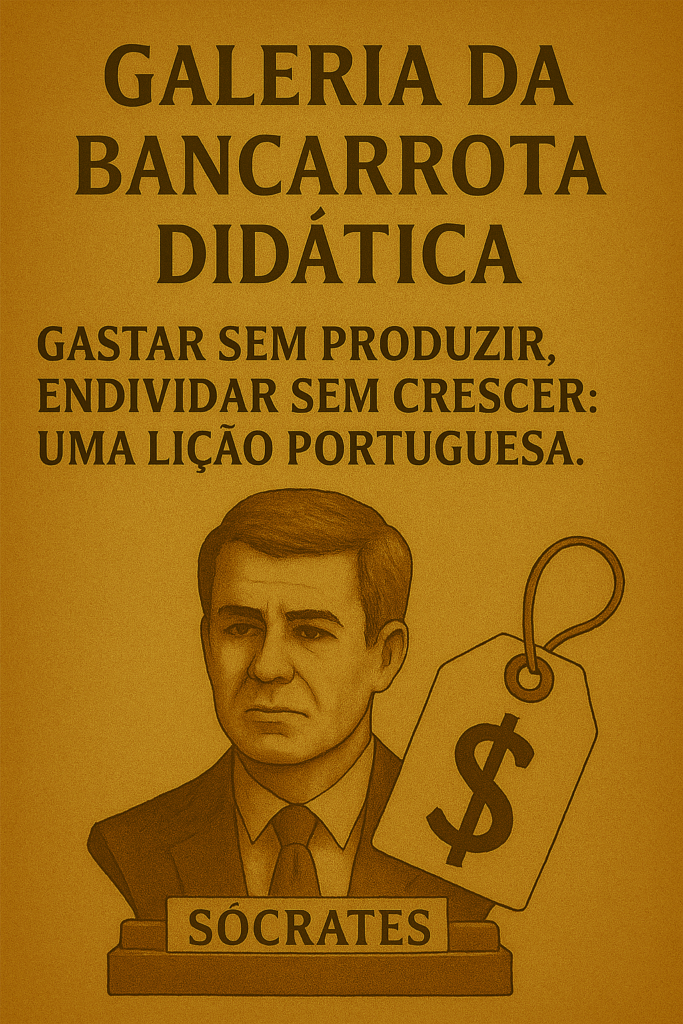 GALERIA DA
BANCARROTA
DIDÁTICA
GASTAR SEM PRODUZIR,
ENDIVIDAR SEM CRESCER:
UMA LIÇÃO PORTUGUESA.
$
SÓCRATES